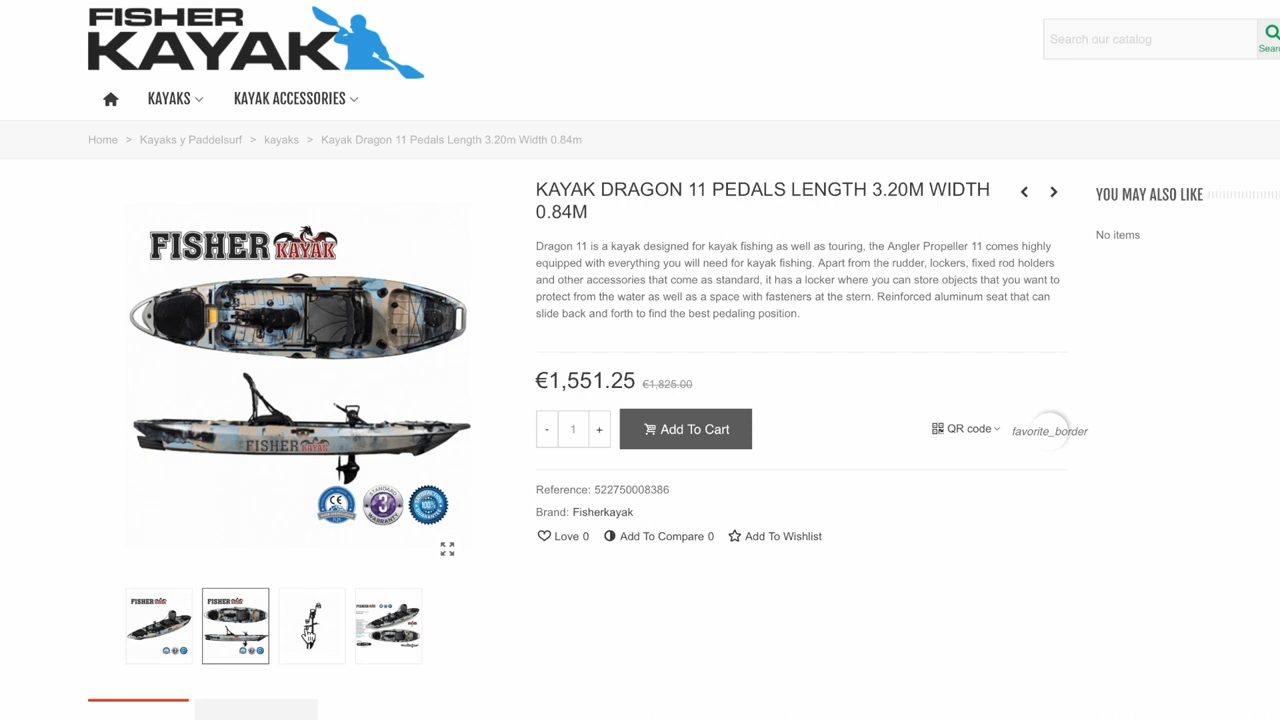 FISHER
KAYAK
Search our catalog
KAYAKS
KAYAK ACCESSORIES
Home > Kayaks y Paddelsurf > kayaks > Kayak Dragon 11 Pedals Length 3.20m Width 0.84m
FISHER KAYAK
FISHER KAYAK
CE
STANDARD
3
WARRANTY
100%
KAYAK DRAGON 11 PEDALS LENGTH 3.20M WIDTH
0.84M
Dragon 11 is a kayak designed for kayak fishing as well as touring, the Angler Propeller 11 comes highly
equipped with everything you will need for kayak fishing. Apart from the rudder, lockers, fixed rod holders
and other accessories that come as standard, it has a locker where you can store objects that you want to
protect from the water as well as a space with fasteners at the stern. Reinforced aluminum seat that can
slide back and forth to find the best pedaling position.
€1,551.25 €1,825.00
- 1 +
Add To Cart
QR code
favorite_border
Reference: 522750008386
Brand: Fisherkayak
Love 0
Add To Compare 0
Add To Wishlist
YOU MAY ALSO LIKE
No items
FISHER
FISHER